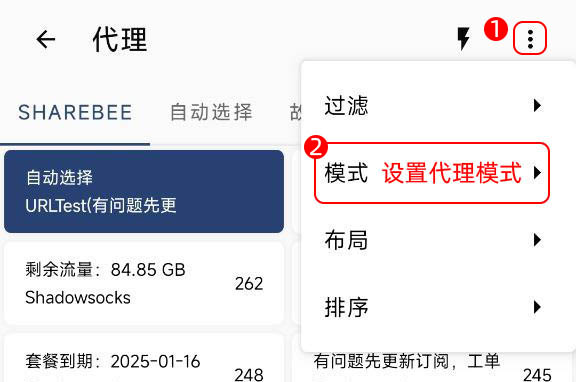 代理
1
SHAREBEE 自动选择
过滤
2
模式 设置代理模式
布局
排序
自动选择
URLTest(有问题先更
剩余流量：84.85 GB
Shadowsocks
262
套餐到期：2025-01-16
248
有问题先更新订阅，工单
245